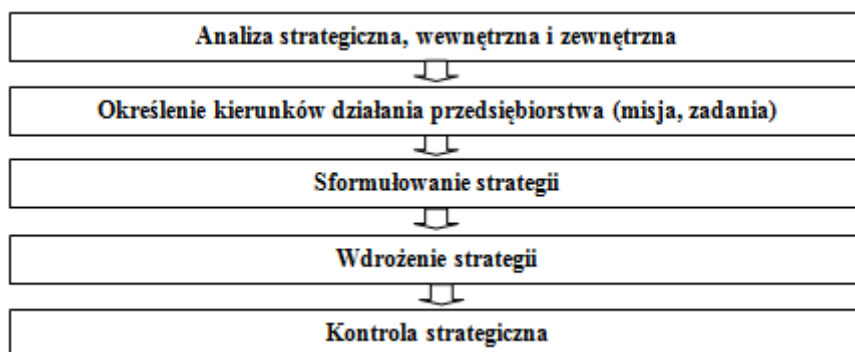 Analiza strategiczna, wewnętrzna i zewnętrzna
Określenie kierunków działania przedsiębiorstwa (misja, zadania)
Sformułowanie strategii
Wdrożenie strategii
Kontrola strategiczna